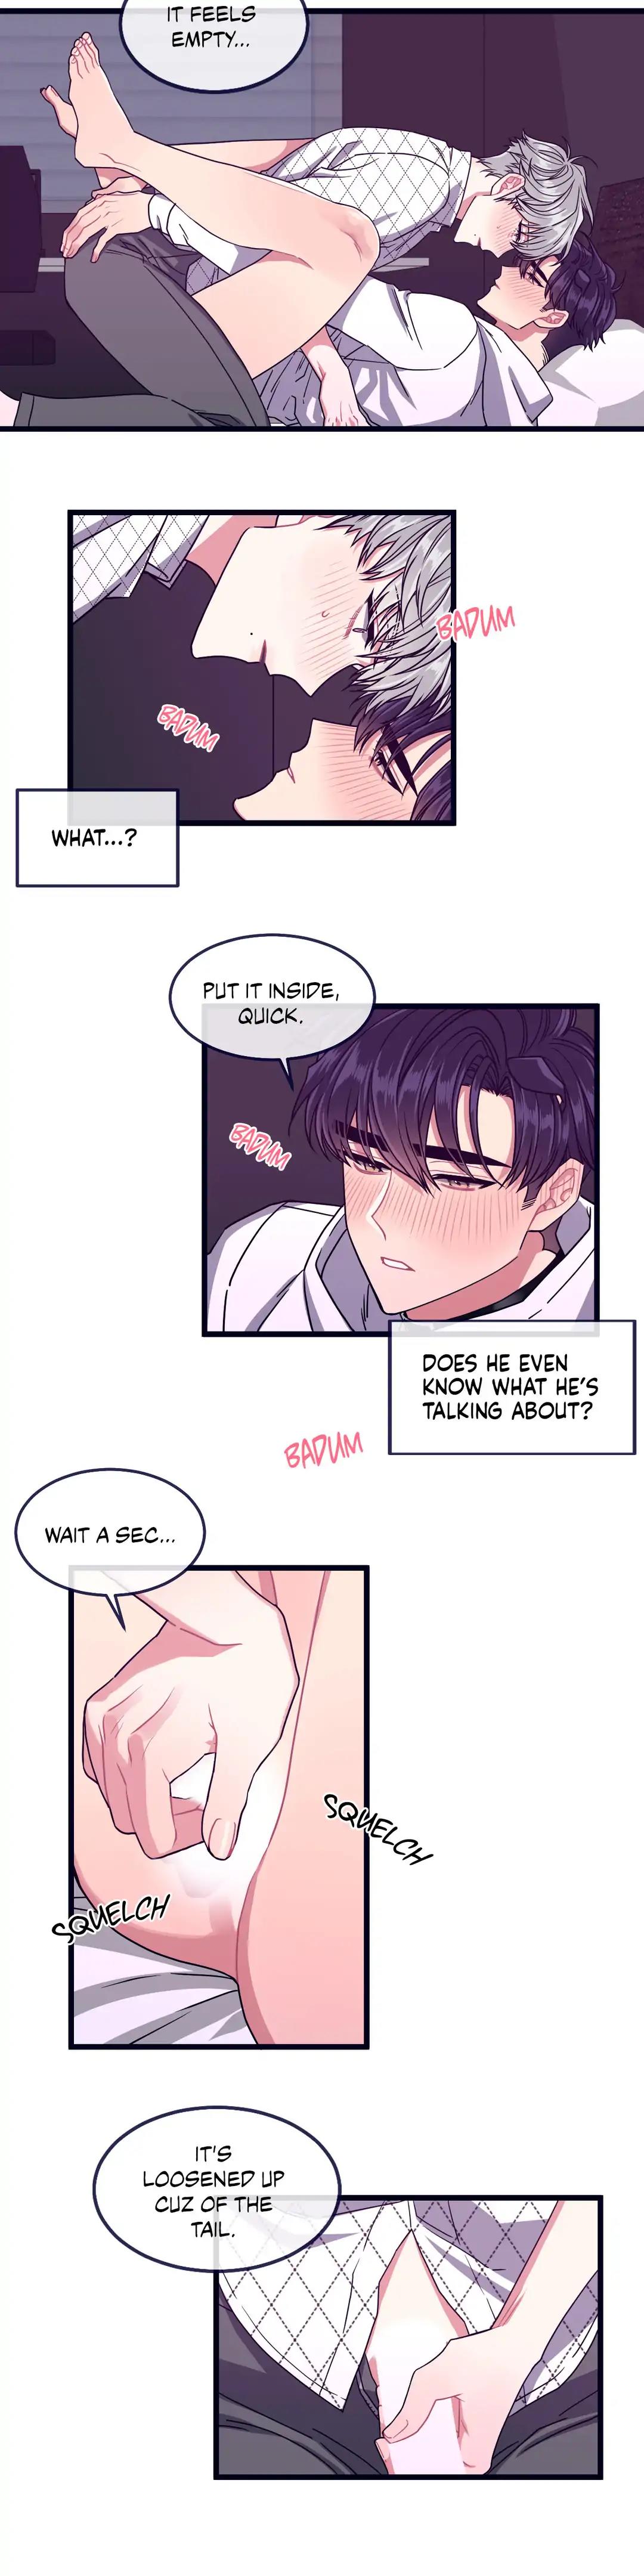 IT FEELS
EMPTY...
BADUM
BADUM
WHAT...?
PUT IT INSIDE,
QUICK.
BADUM
DOES HE EVEN
KNOW WHAT HE'S
TALKING ABOUT?
BADUM
WAIT A SEC...
SQUELCH
SQUELCH
IT'S
LOOSENED UP
CUZ OF THE
TAIL.